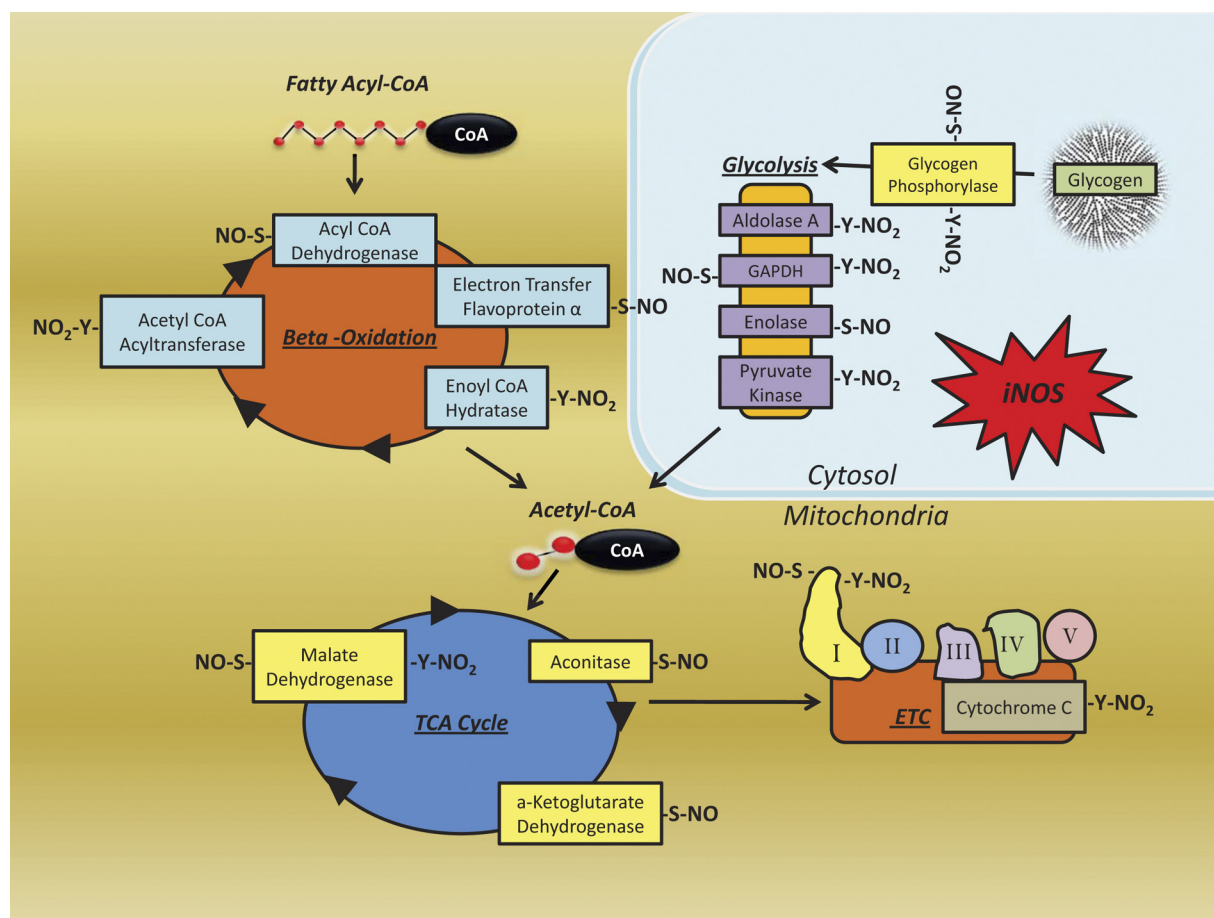 Fatty Acyl-CoA
CoA
NO-S-
Acyl CoA
Dehydrogenase
Electron Transfer
Flavoprotein α
-S-NO
NO₂-Y-
Acetyl CoA
Acyltransferase
Beta -Oxidation
Enoyl CoA
Hydratase
-Y-NO₂
Glycolysis
ON-S-
Glycogen
Phosphorylase
-Y-NO₂
Glycogen
Aldolase A
-Y-NO₂
NO-S-
GAPDH
-Y-NO₂
Enolase
-S-NO
Pyruvate
Kinase
-Y-NO₂
iNOS
Cytosol
Mitochondria
Acetyl-CoA
CoA
NO-S-
Malate
Dehydrogenase
-Y-NO₂
Aconitase
-S-NO
TCA Cycle
a-Ketoglutarate
Dehydrogenase
-S-NO
NO-S -
-Y-NO₂
I
II
III
IV
V
ETC
Cytochrome C
-Y-NO₂